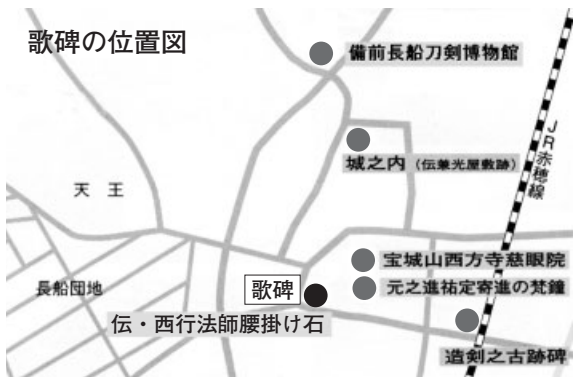 歌碑の位置図
備前長船刀剣博物館
JR赤穂線
城之内（伝兼光屋敷跡）
天王
宝城山西方寺慈眼院
長船団地
歌碑
元之進祐定寄進の梵鐘
伝・西行法師腰掛け石
造剣之古跡碑